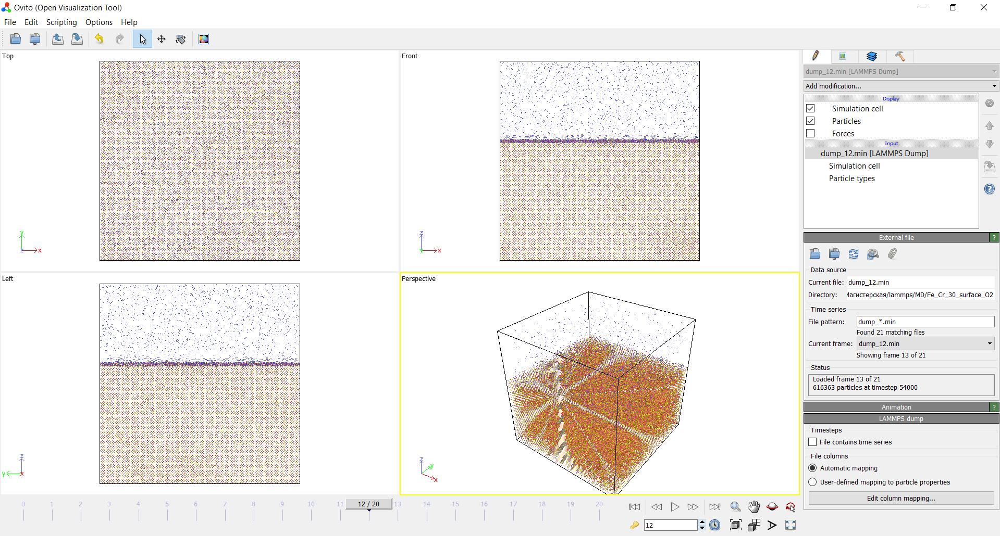 Ovito (Open Visualization Tool)
File Edit Scripting Options Help
Top
y
z x
Front
z
y x
Left
z
y x
Perspective
z
y
x
dump_12.min [LAMMPS Dump]
Add modification...
Display
Simulation cell
Particles
Forces
Input
dump_12.min [LAMMPS Dump]
Simulation cell
Particle types
External file ?
Data source
Current file: dump_12.min
Directory: Магистерская/lammps/MD/Fe_Cr_30_surface_O2
Time series
File pattern: dump_*.min
Found 21 matching files
Current frame: dump_12.min
Showing frame 13 of 21
Status
Loaded frame 13 of 21
616363 particles at timestep 54000
Animation ?
LAMMPS dump
Timesteps
File contains time series
File columns
Automatic mapping
User-defined mapping to particle properties
Edit column mapping...
0 1 2 3 4 5 6 7 8 9 10 11 12 / 20 13 14 15 16 17 18 19 20
12